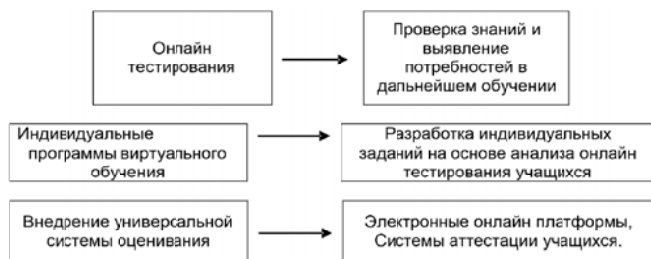 Онлайн
тестирования
Проверка знаний и
выявление
потребностей в
дальнейшем обучении
Индивидуальные
программы виртуального
обучения
Разработка индивидуальных
заданий на основе анализа онлайн
тестирования учащихся
Внедрение универсальной
системы оценивания
Электронные онлайн платформы,
Системы аттестации учащихся.